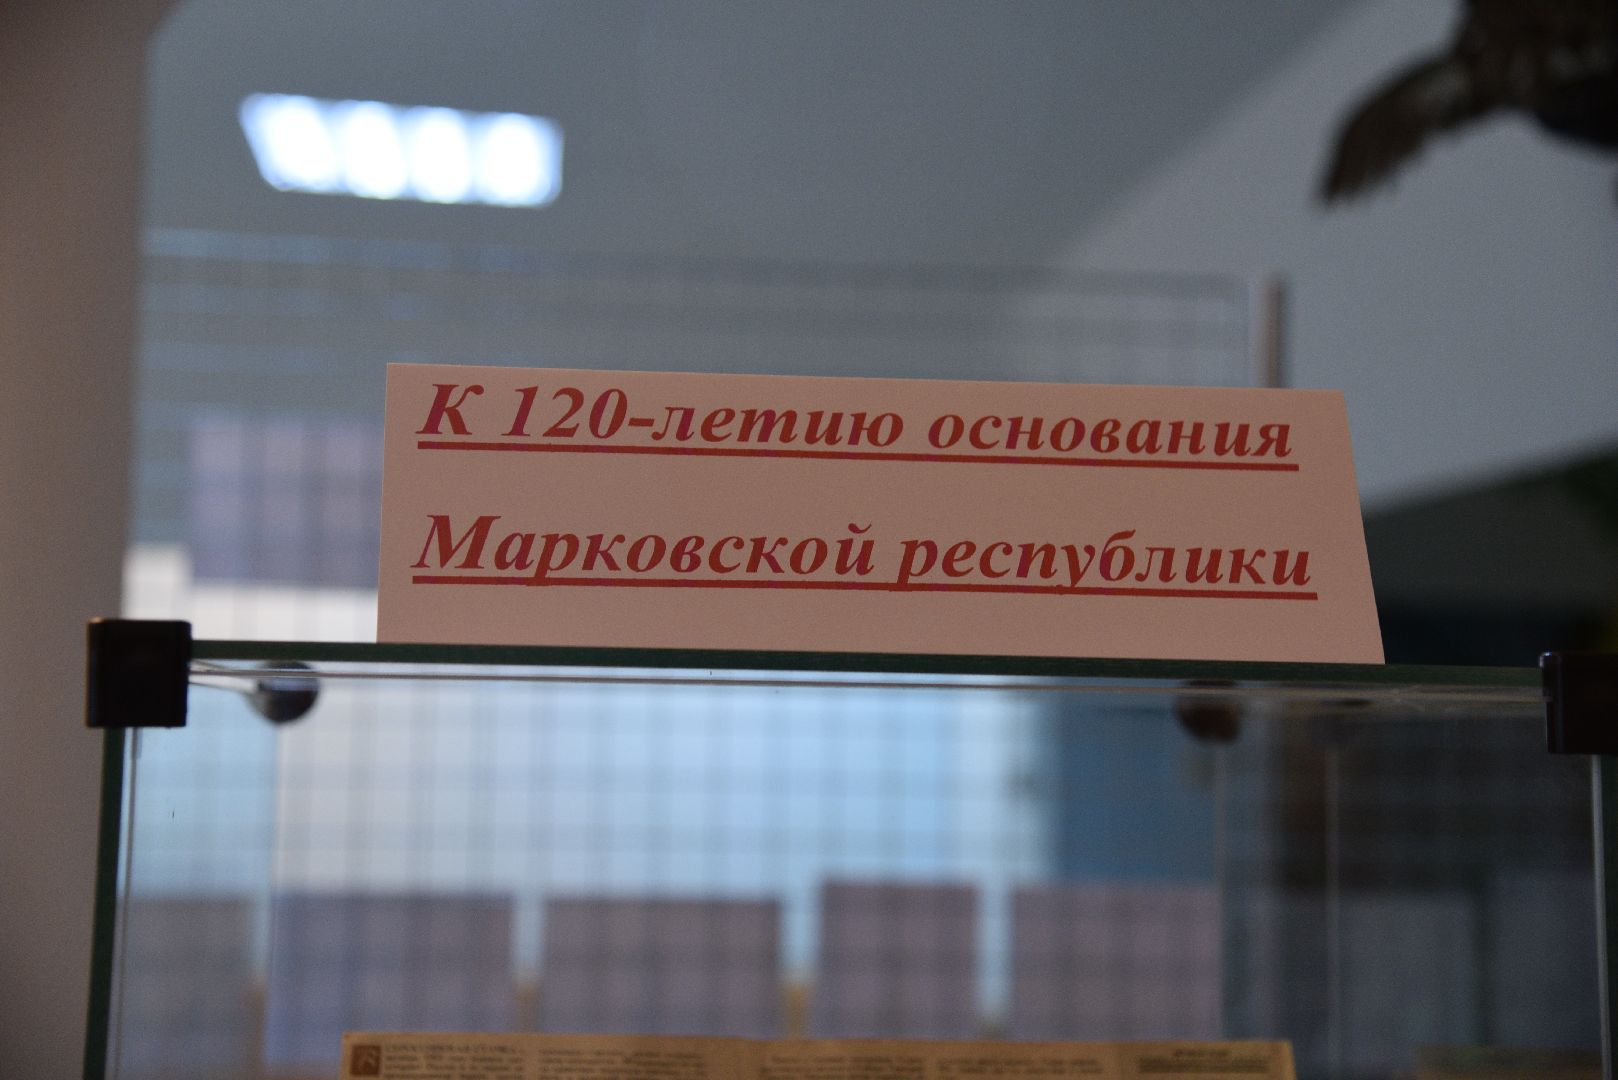 К 120-летию основания
Марковской республики